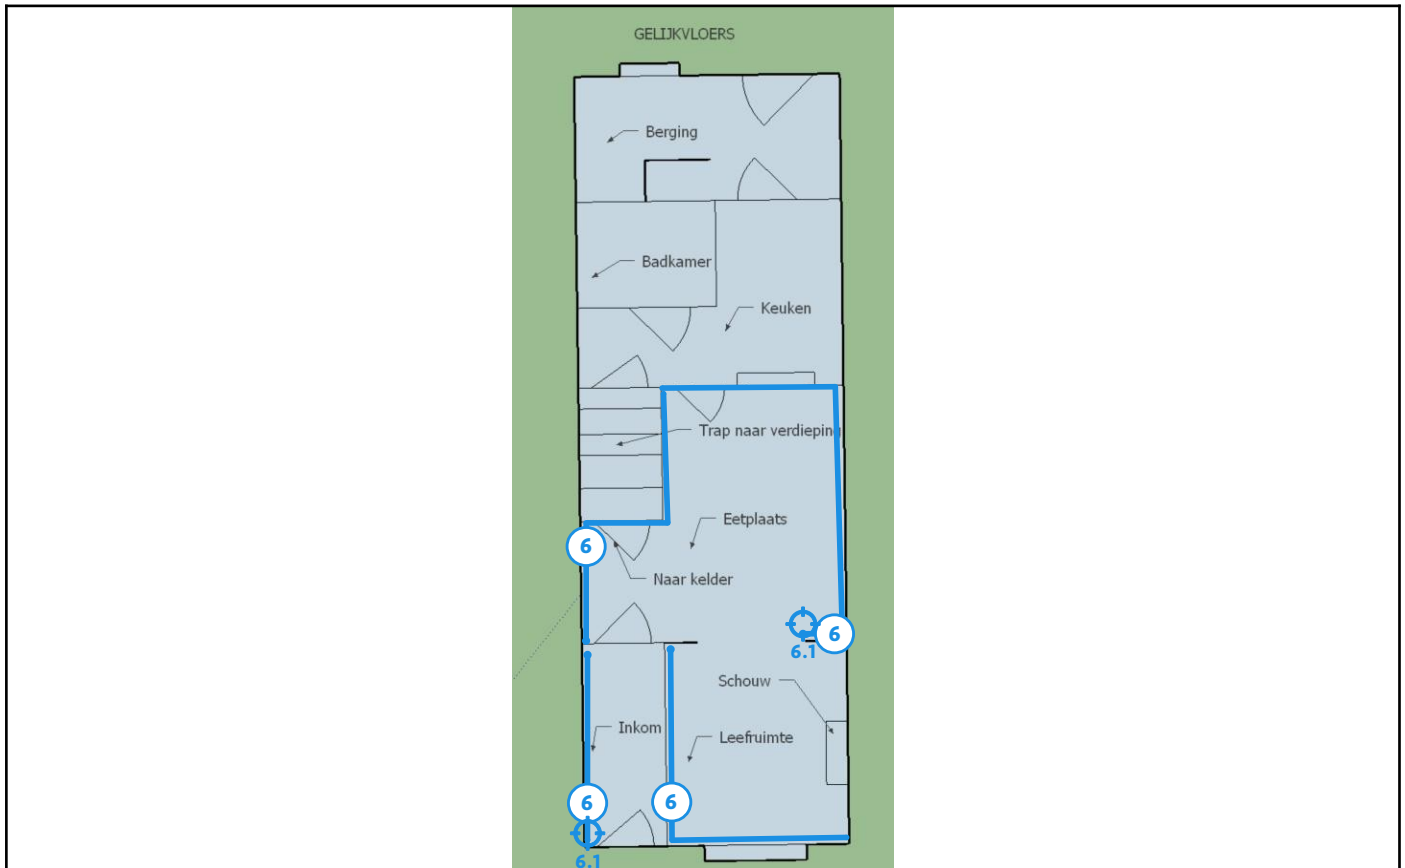 GELIJKVLOERS
Berging
Badkamer
Keuken
Trap naar verdieping
Eetplaats
6
Naar kelder
6
6.1
Schouw
Inkom
Leefruimte
6
6
6.1